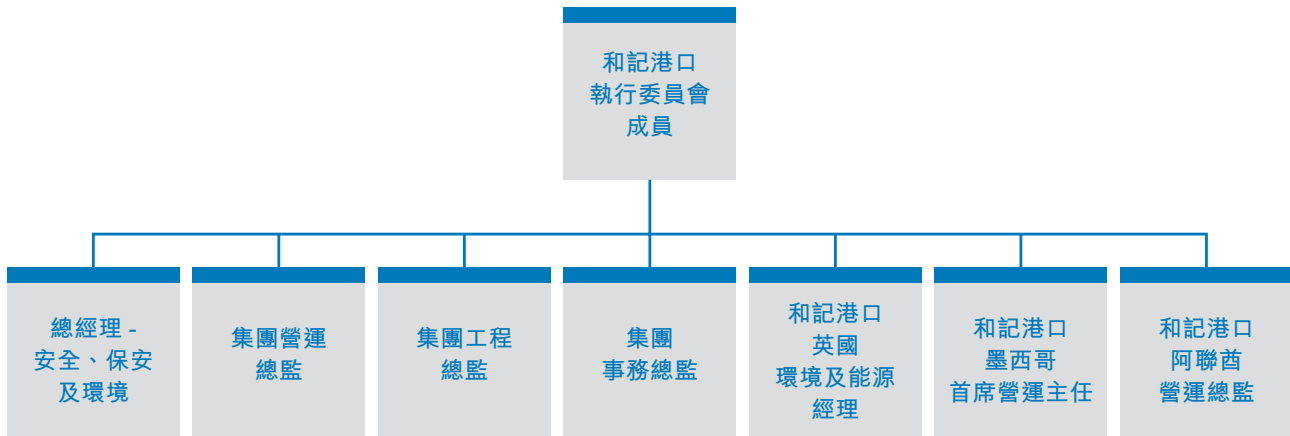 和記港口
執行委員會
成員
總經理 -
安全、保安
及環境
集團營運
總監
集團工程
總監
集團
事務總監
和記港口
英國
環境及能源
經理
和記港口
墨西哥
首席營運主任
和記港口
阿聯酋
營運總監